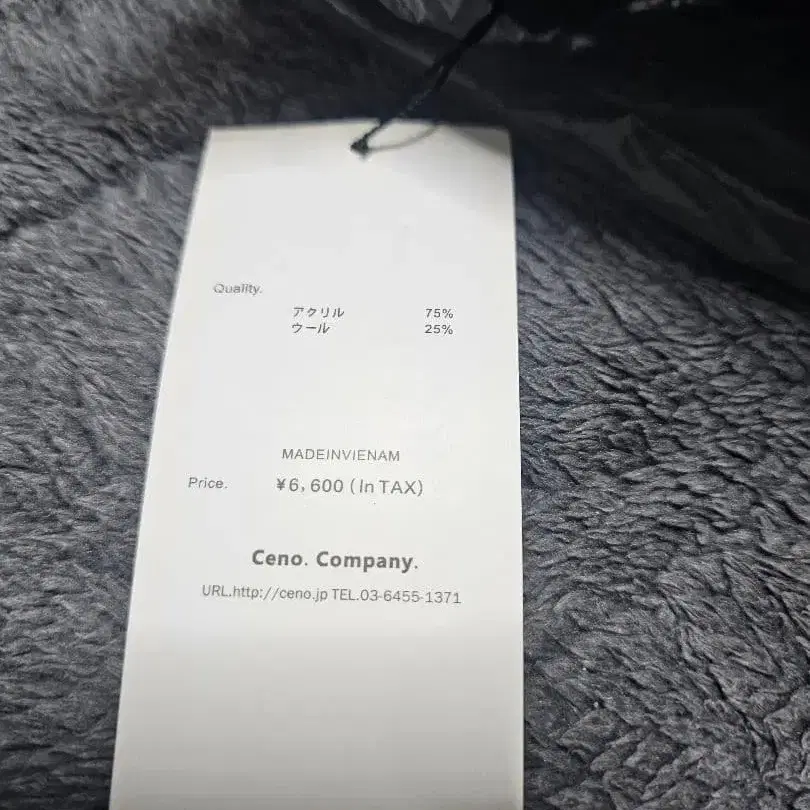 Quality.
アクリル 75%
ウール 25%
MADEINVIENAM
Price. ¥6,600 (In TAX)
Ceno. Company.
URL.http://ceno.jp TEL.03-6455-1371